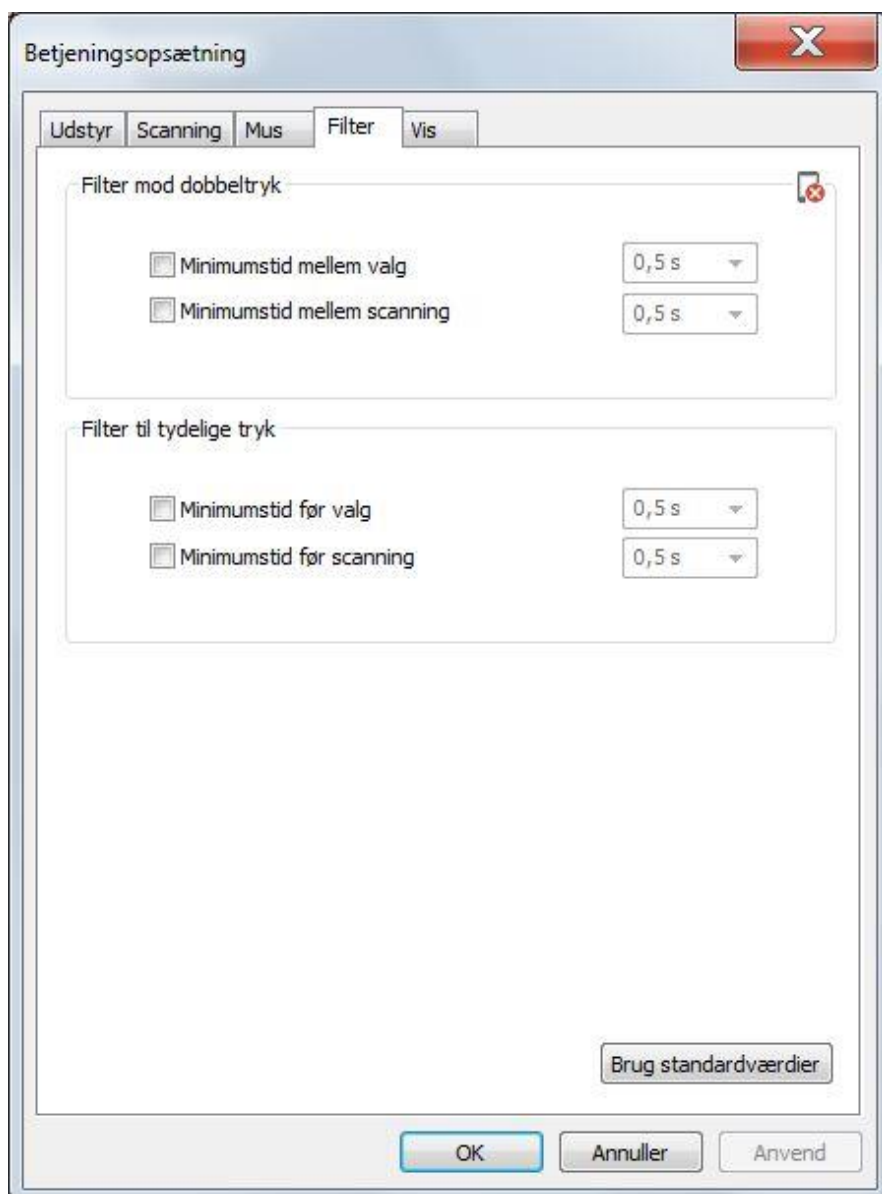 Betjeningsopsætning
Udstyr Scanning Mus Filter Vis
Filter mod dobbeltryk
Minimumstid mellem valg 0,5 s
Minimumstid mellem scanning 0,5 s
Filter til tydelige tryk
Minimumstid før valg 0,5 s
Minimumstid før scanning 0,5 s
Brug standardværdier
OK Annuller Anvend